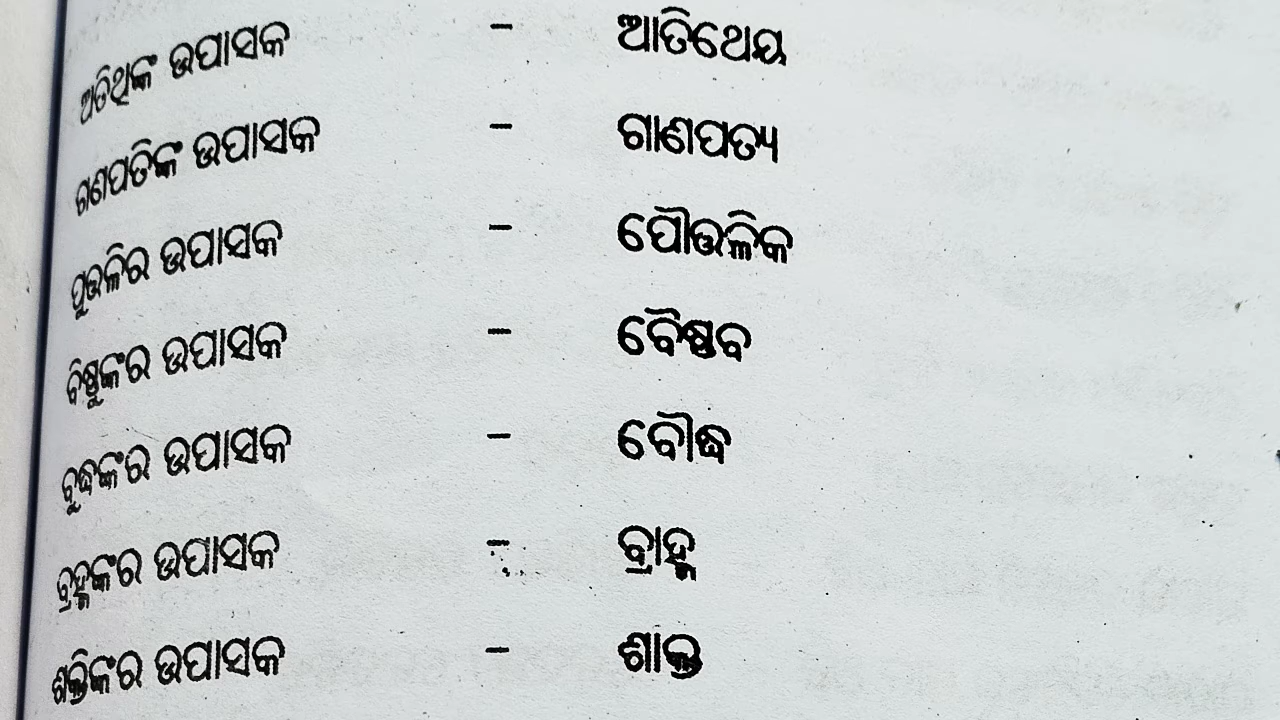 ଅତିଥିଙ୍କ ଉପାସକ - ଆତିଥେୟ
ଗଣପତିଙ୍କ ଉପାସକ - ଗାଣପତ୍ୟ
ପୁତ୍ତଳିର ଉପାସକ - ପୌତ୍ତଳିକ
ବିଷ୍ଣୁଙ୍କର ଉପାସକ - ବୈଷ୍ଣବ
ବୁଦ୍ଧଙ୍କର ଉପାସକ - ବୌଦ୍ଧ
ବ୍ରହ୍ମଙ୍କର ଉପାସକ - ବ୍ରାହ୍ମ
ଶକ୍ତିଙ୍କର ଉପାସକ - ଶାକ୍ତ